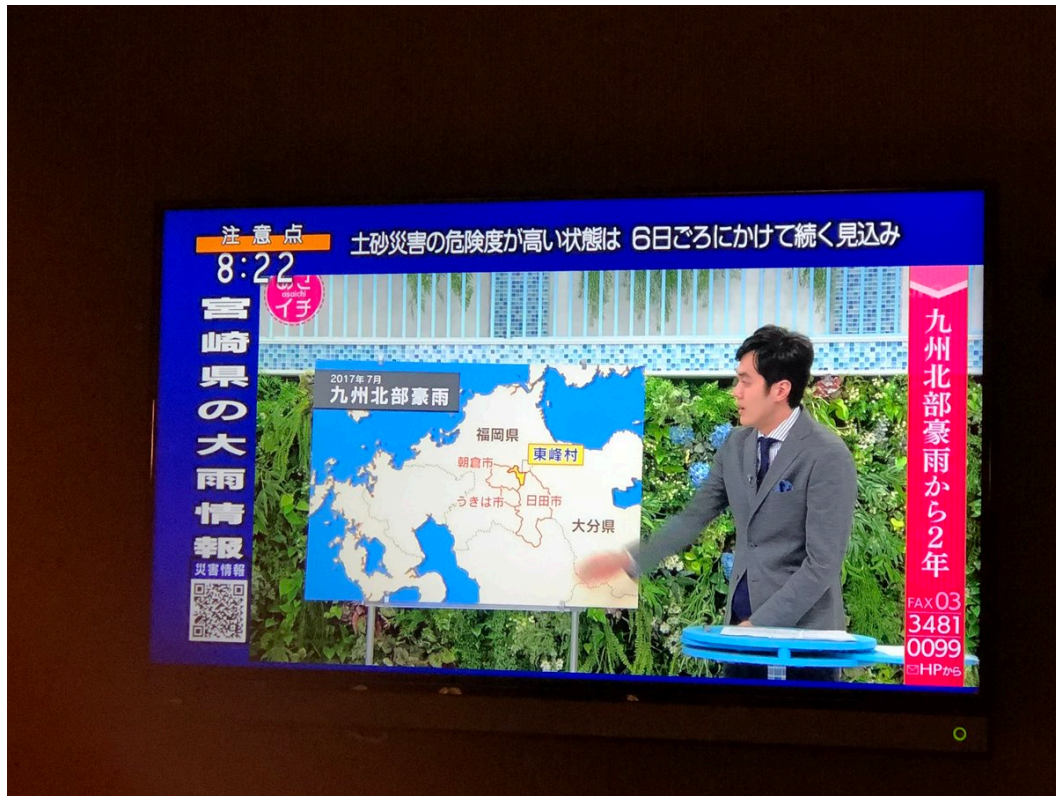 注意点
土砂災害の危険度が高い状態は 6日ごろにかけて続く見込み
8:22
宮崎県の大雨情報
災害情報
あさ
asaichi
イチ
2017年7月
九州北部豪雨
福岡県
東峰村
朝倉市
うきは市
日田市
大分県
九州北部豪雨から2年
FAX03
3481
0099
HPから